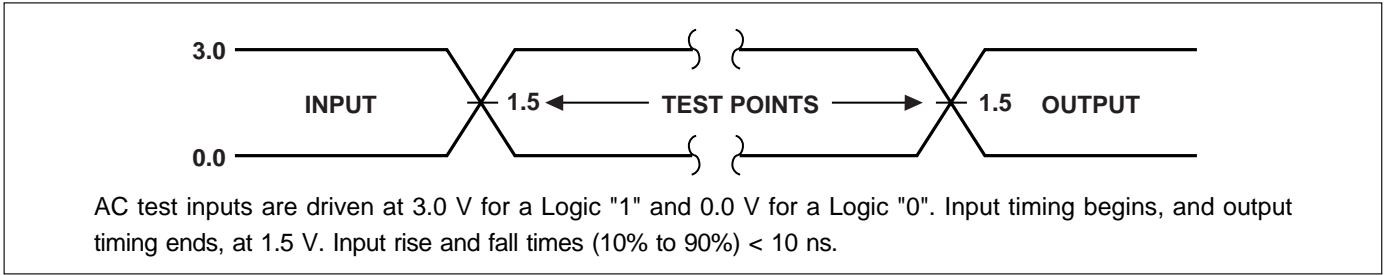 3.0
INPUT 1.5 TEST POINTS 1.5 OUTPUT
0.0
AC test inputs are driven at 3.0 V for a Logic "1" and 0.0 V for a Logic "0". Input timing begins, and output
timing ends, at 1.5 V. Input rise and fall times (10% to 90%) < 10 ns.